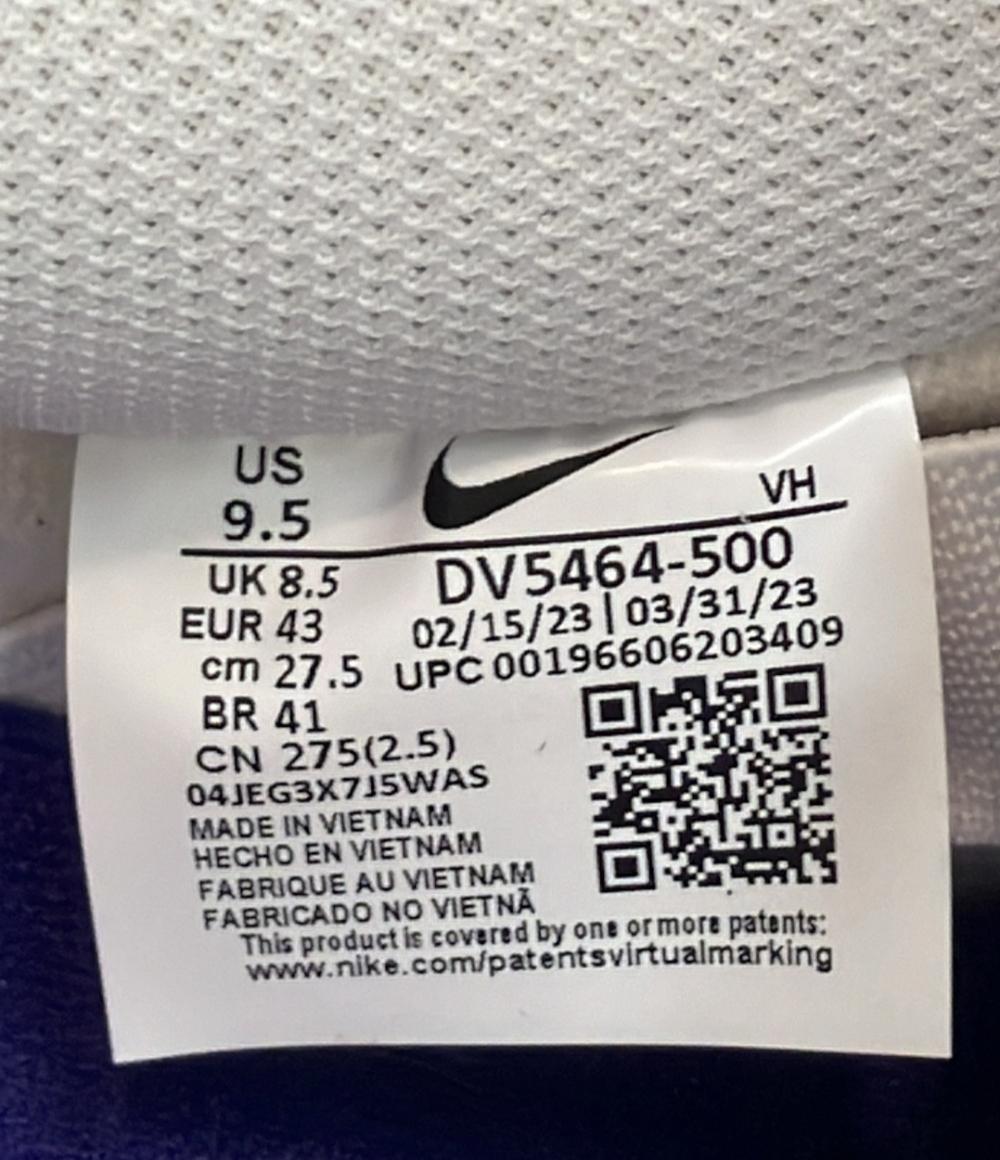 US
9.5
VH
UK 8.5
DV5464-500
EUR 43
02/15/23 | 03/31/23
cm 27.5
UPC 00196606203409
BR 41
CN 275(2.5)
04JEG3X7J5WAS
MADE IN VIETNAM
HECHO EN VIETNAM
FABRIQUE AU VIETNAM
FABRICADO NO VIETNÃ
This product is covered by one or more patents:
www.nike.com/patentsvirtualmarking